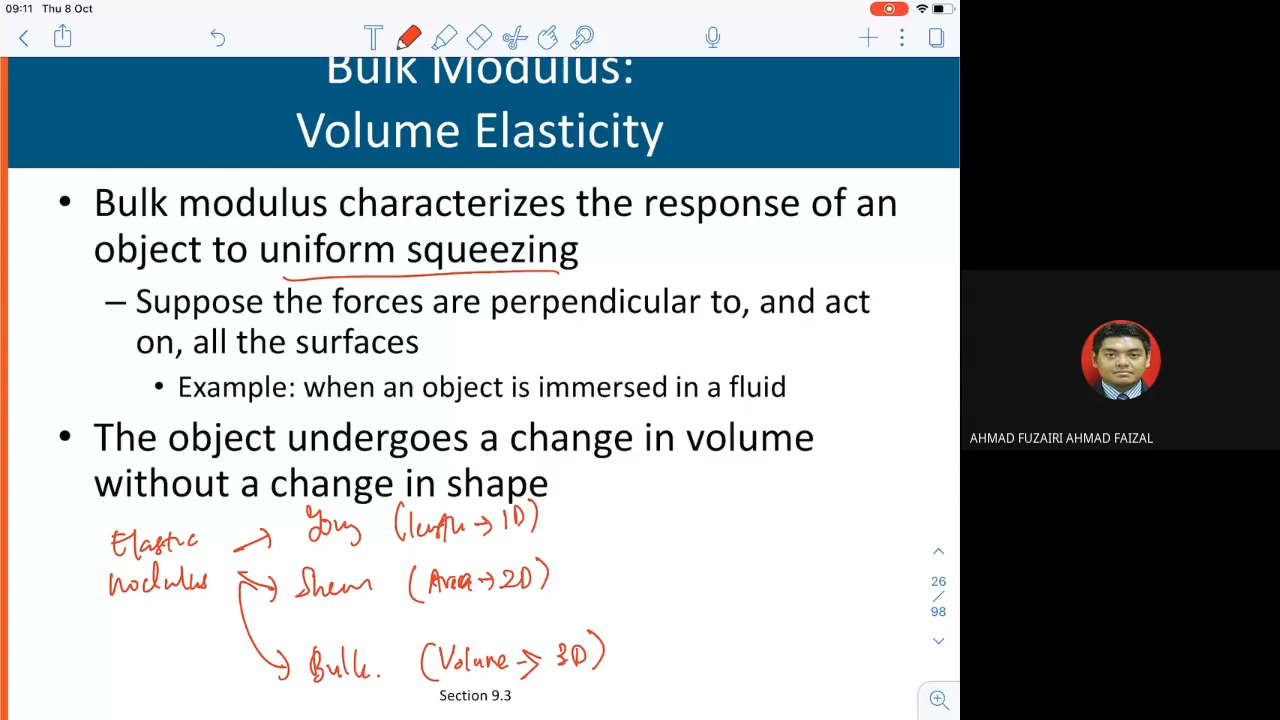 09:11 Thu 8 Oct
T
Bulk Modulus:
Volume Elasticity
• Bulk modulus characterizes the response of an
object to uniform squeezing
– Suppose the forces are perpendicular to, and act
on, all the surfaces
• Example: when an object is immersed in a fluid
• The object undergoes a change in volume
without a change in shape
Elastic
Modulus
→ Young (length → 1D)
→ Shear (Area → 2D)
→ Bulk. (Volume → 3D)
Section 9.3
26
/
98
AHMAD FUZAIRI AHMAD FAIZAL